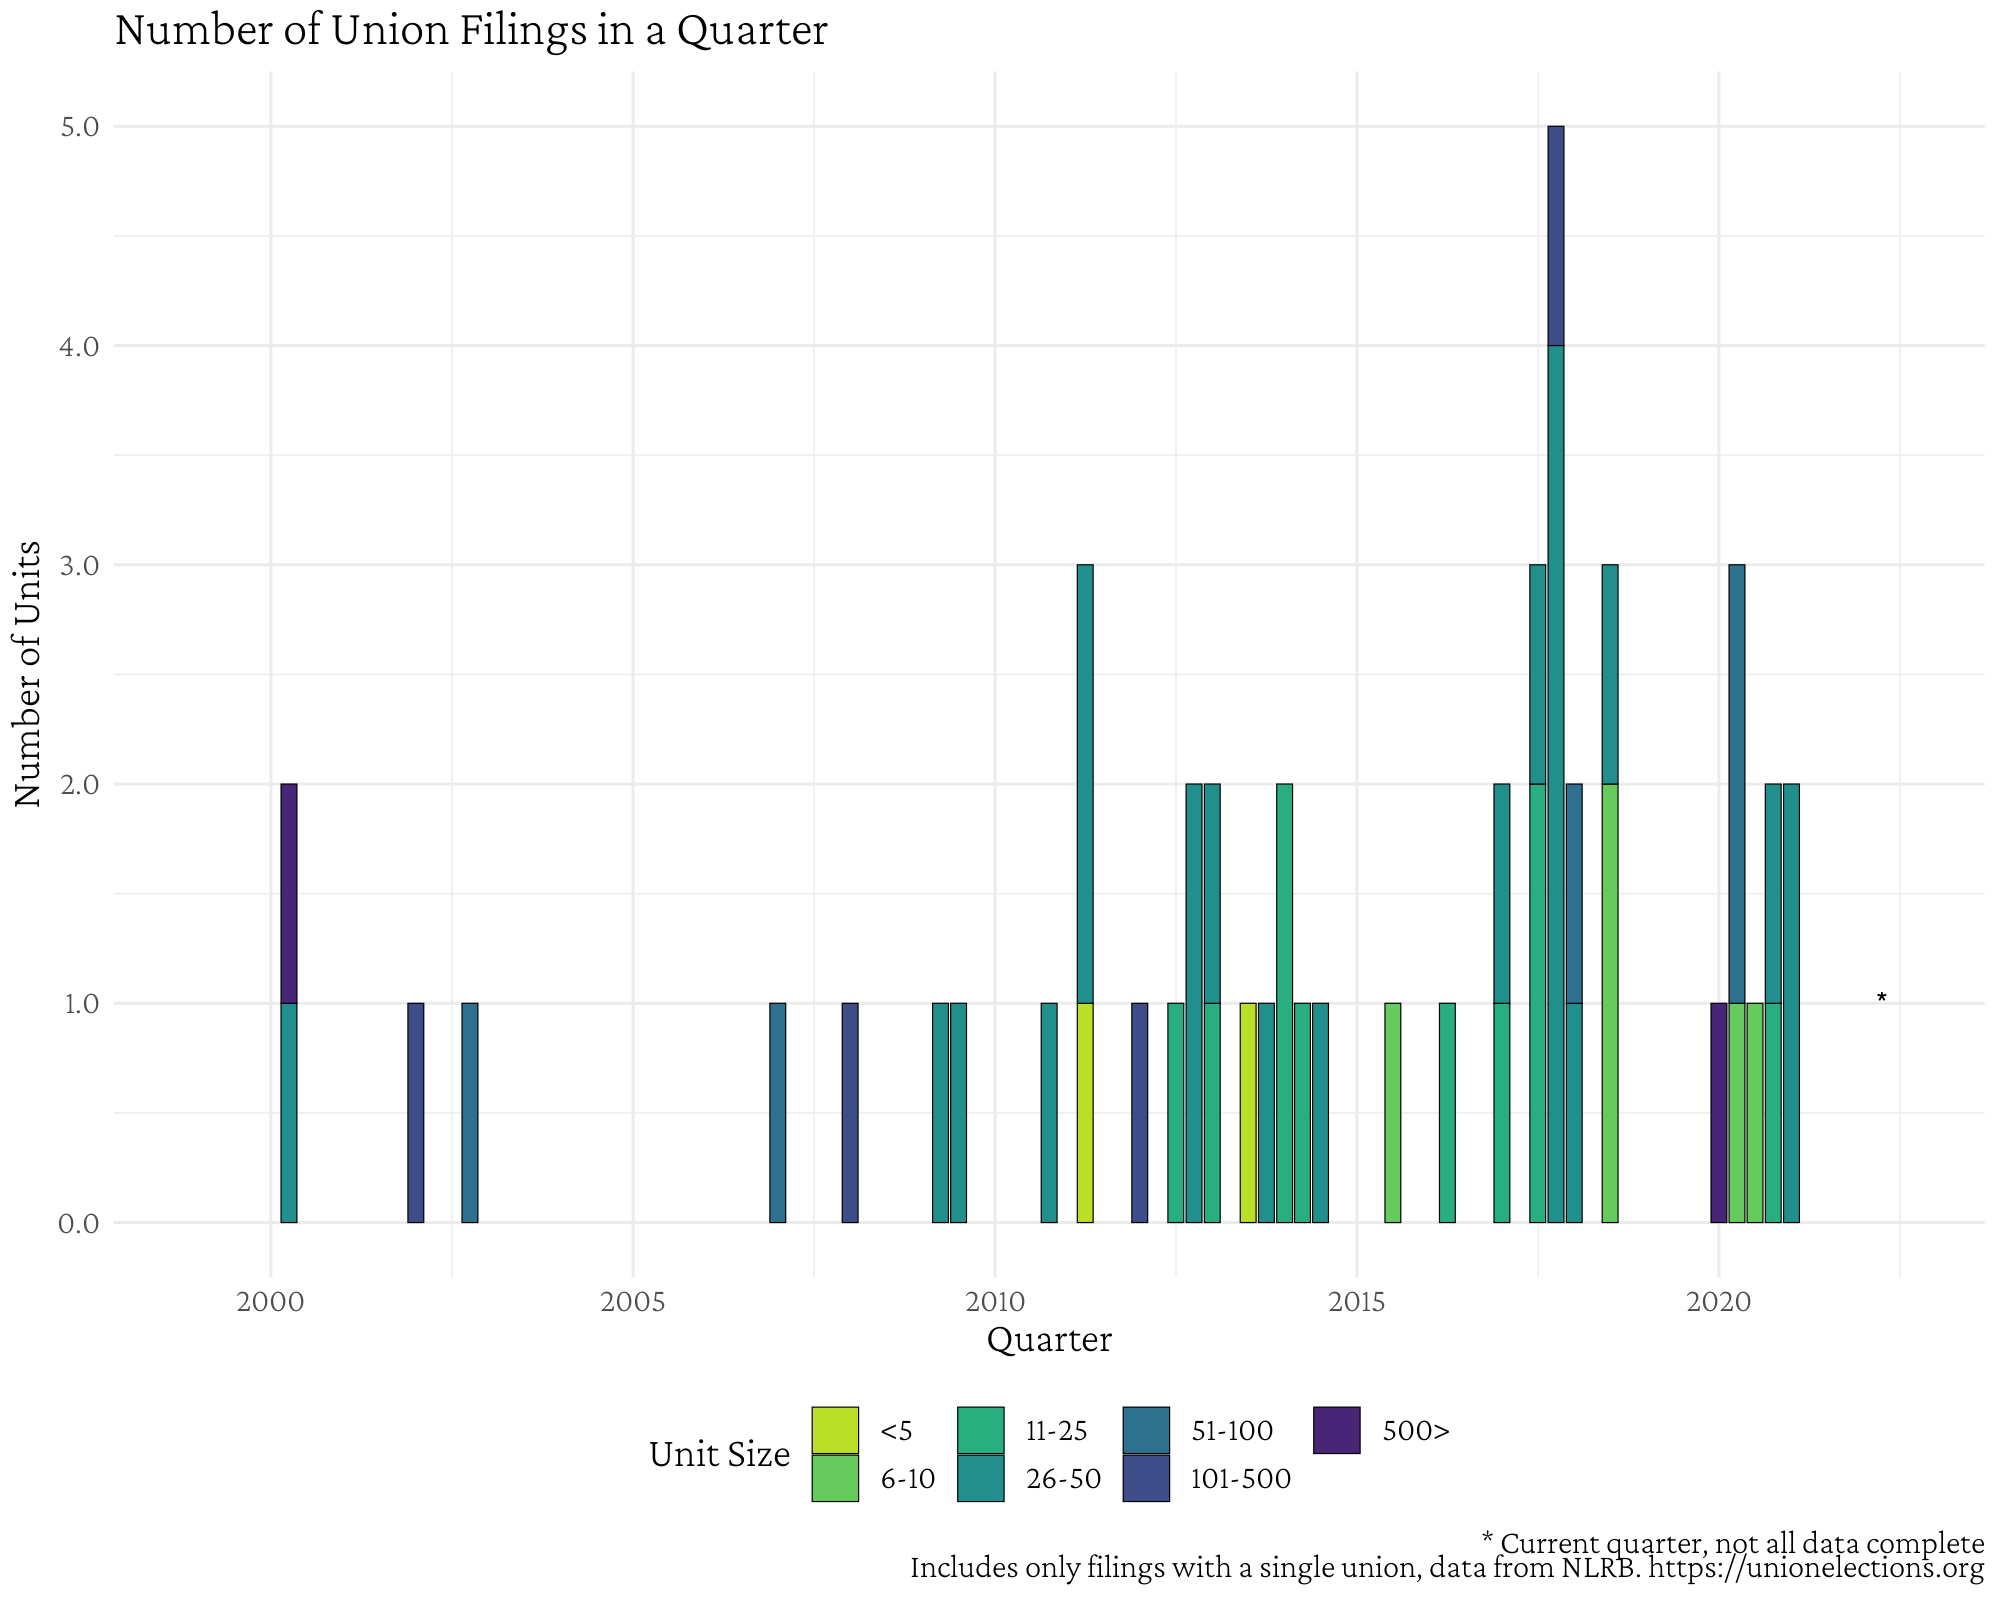 Number of Union Filings in a Quarter
Number of Units
5.0
4.0
3.0
2.0
1.0
0.0
*
2000 2005 2010 2015 2020
Quarter
Unit Size
<5 11-25 51-100 500>
6-10 26-50 101-500
* Current quarter, not all data complete
Includes only filings with a single union, data from NLRB. https://unionelections.org